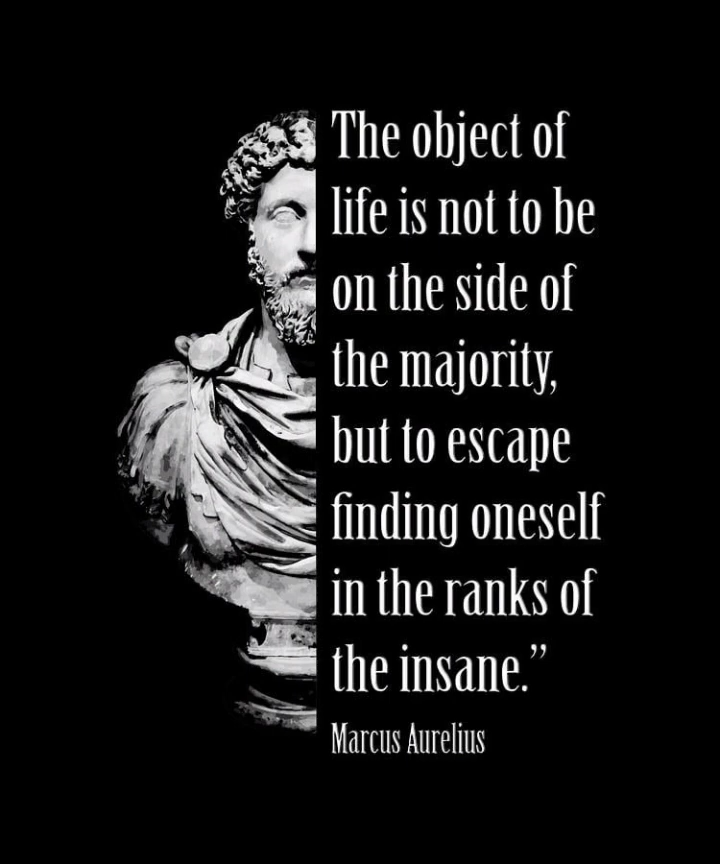 The object of
life is not to be
on the side of
the majority,
but to escape
finding oneself
in the ranks of
the insane.”
Marcus Aurelius